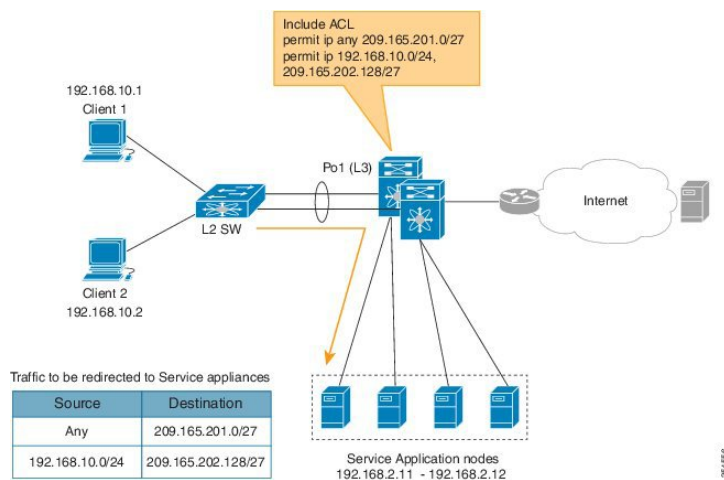 Include ACL
permit ip any 209.165.201.0/27
permit ip 192.168.10.0/24,
209.165.202.128/27
192.168.10.1
Client 1
Po1 (L3)
Internet
L2 SW
Client 2
192.168.10.2
Traffic to be redirected to Service appliances
Source Destination
Any 209.165.201.0/27
192.168.10.0/24 209.165.202.128/27
Service Application nodes
192.168.2.11 - 192.168.2.12